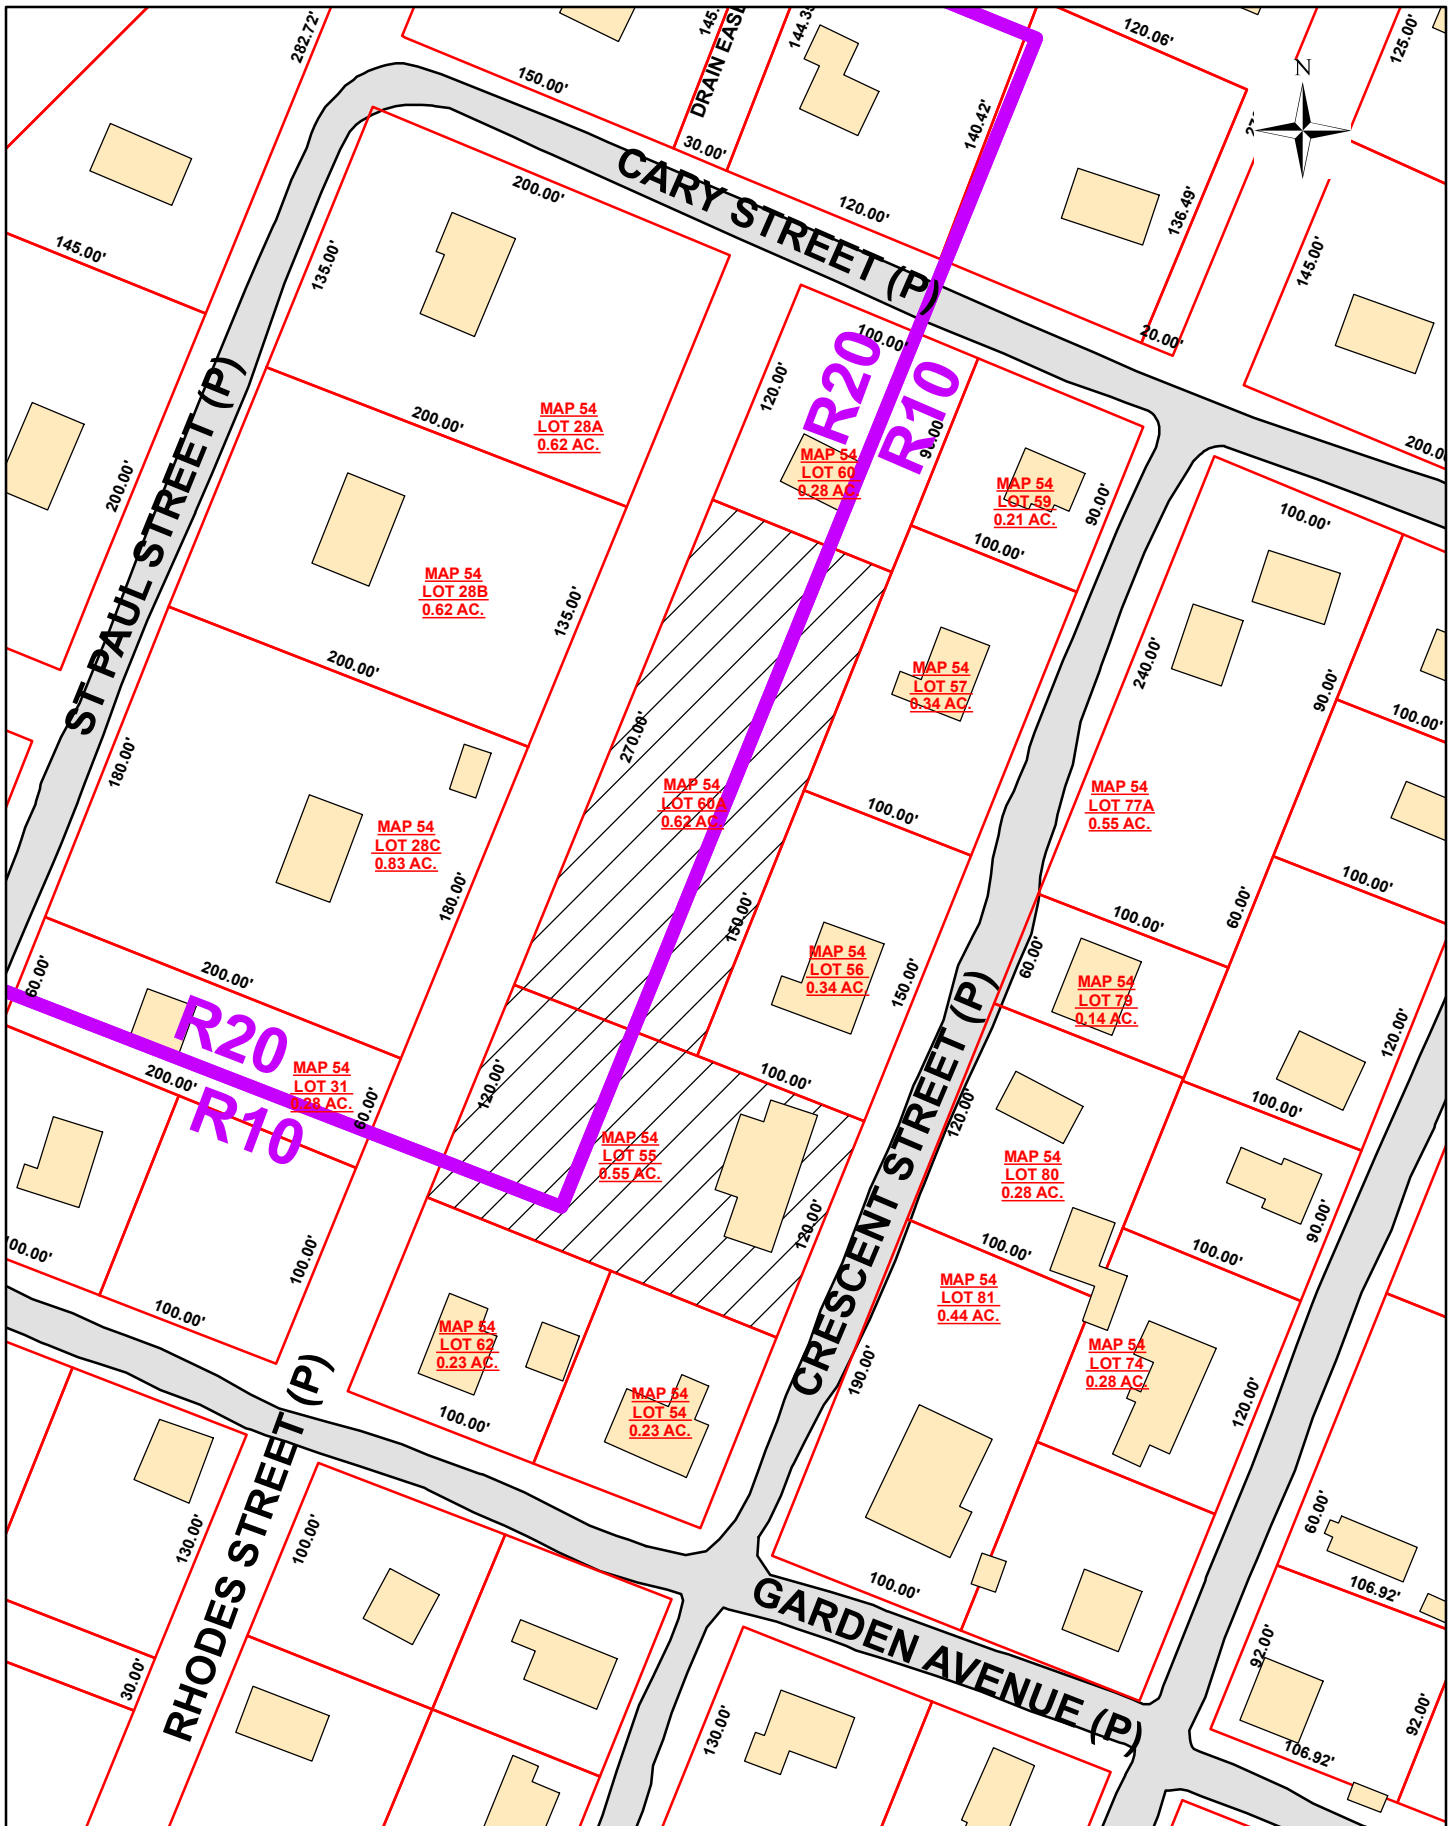 282.72'
145.
DRAIN EASE
144.3
120.06'
125.00'
N
150.00'
140.42'
30.00'
CARY STREET (P)
200.00'
120.00'
136.49'
145.00'
145.00'
135.00'
20.00'
100.00'
R20
R10
120.00'
90.00'
MAP 54
LOT 28A
0.62 AC.
200.00'
200.0
ST PAUL STREET (P)
200.00'
MAP 54
LOT 60
0.28 AC.
MAP 54
LOT 59
0.21 AC.
90.00'
100.00'
100.00'
MAP 54
LOT 28B
0.62 AC.
135.00'
200.00'
240.00'
MAP 54
LOT 57
0.34 AC.
90.00'
100.00'
270.00'
180.00'
MAP 54
LOT 60A
0.62 AC.
100.00'
MAP 54
LOT 77A
0.55 AC.
MAP 54
LOT 28C
0.83 AC.
180.00'
150.00'
100.00'
60.00'
100.00'
60.00'
200.00'
MAP 54
LOT 56
0.34 AC.
150.00'
60.00'
MAP 54
LOT 79
0.14 AC.
R20
R10
200.00'
MAP 54
LOT 31
0.28 AC.
60.00'
120.00'
100.00'
120.00'
120.00'
100.00'
MAP 54
LOT 55
0.55 AC.
CRESCENT STREET (P)
MAP 54
LOT 80
0.28 AC.
90.00'
120.00'
100.00'
100.00'
100.00'
100.00'
MAP 54
LOT 81
0.44 AC.
100.00'
MAP 54
LOT 62
0.23 AC.
MAP 54
LOT 74
0.28 AC.
190.00'
MAP 54
LOT 54
0.23 AC.
100.00'
120.00'
RHODES STREET (P)
130.00'
100.00'
60.00'
100.00'
106.92'
GARDEN AVENUE (P)
92.00'
30.00'
130.00'
92.00'
106.92'